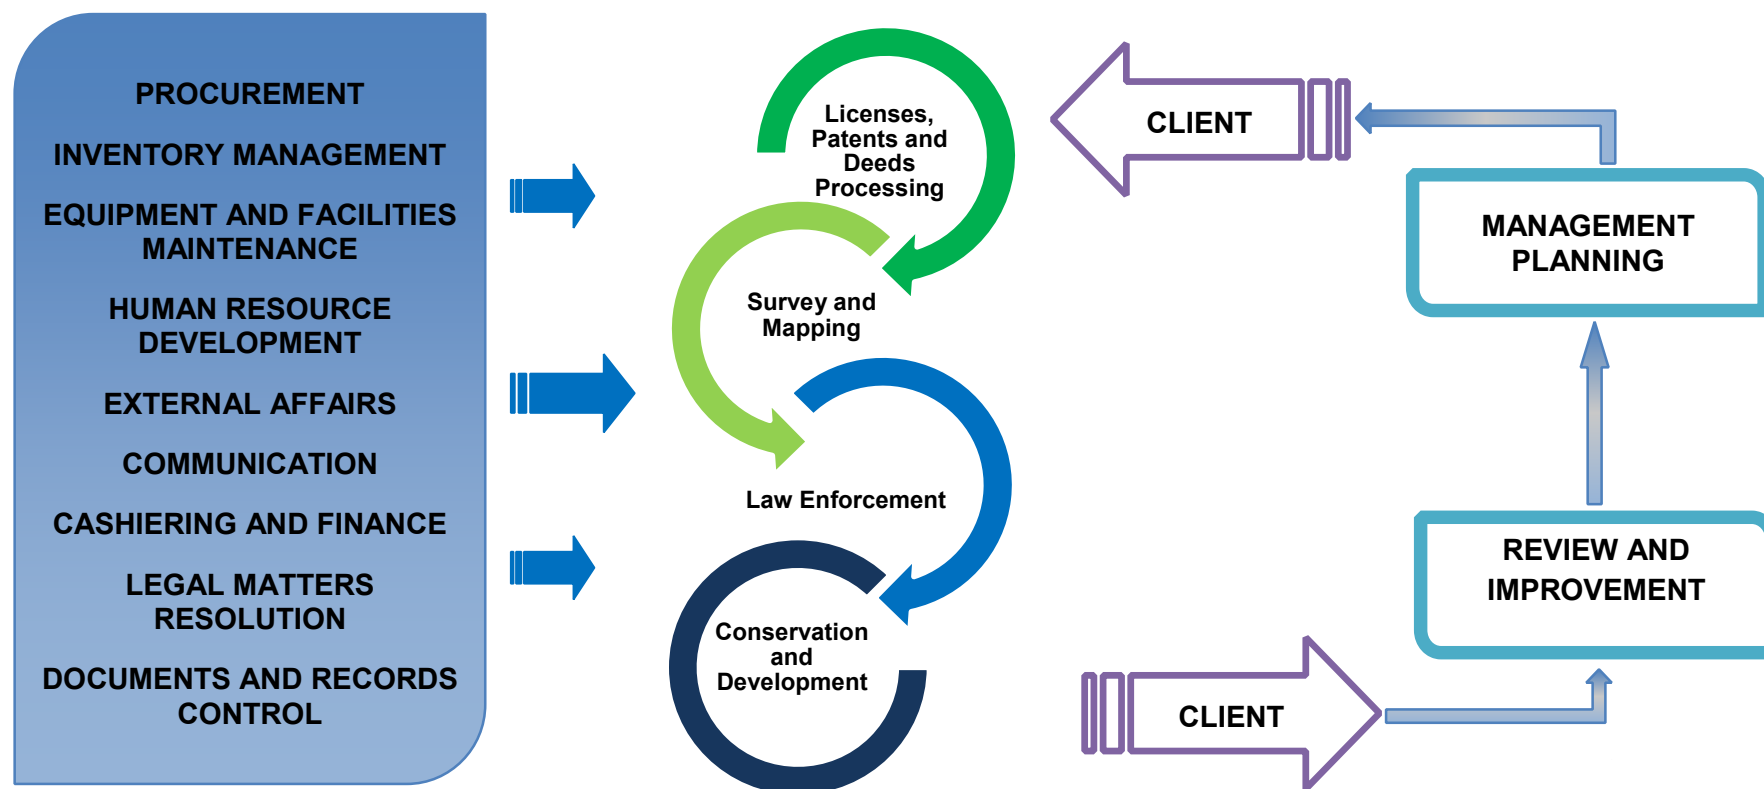 PROCUREMENT
INVENTORY MANAGEMENT
EQUIPMENT AND FACILITIES
MAINTENANCE
HUMAN RESOURCE
DEVELOPMENT
EXTERNAL AFFAIRS
COMMUNICATION
CASHIERING AND FINANCE
LEGAL MATTERS
RESOLUTION
DOCUMENTS AND RECORDS
CONTROL
Licenses,
Patents and
Deeds
Processing
Survey and
Mapping
Law Enforcement
Conservation
and
Development
CLIENT
MANAGEMENT
PLANNING
REVIEW AND
IMPROVEMENT
CLIENT